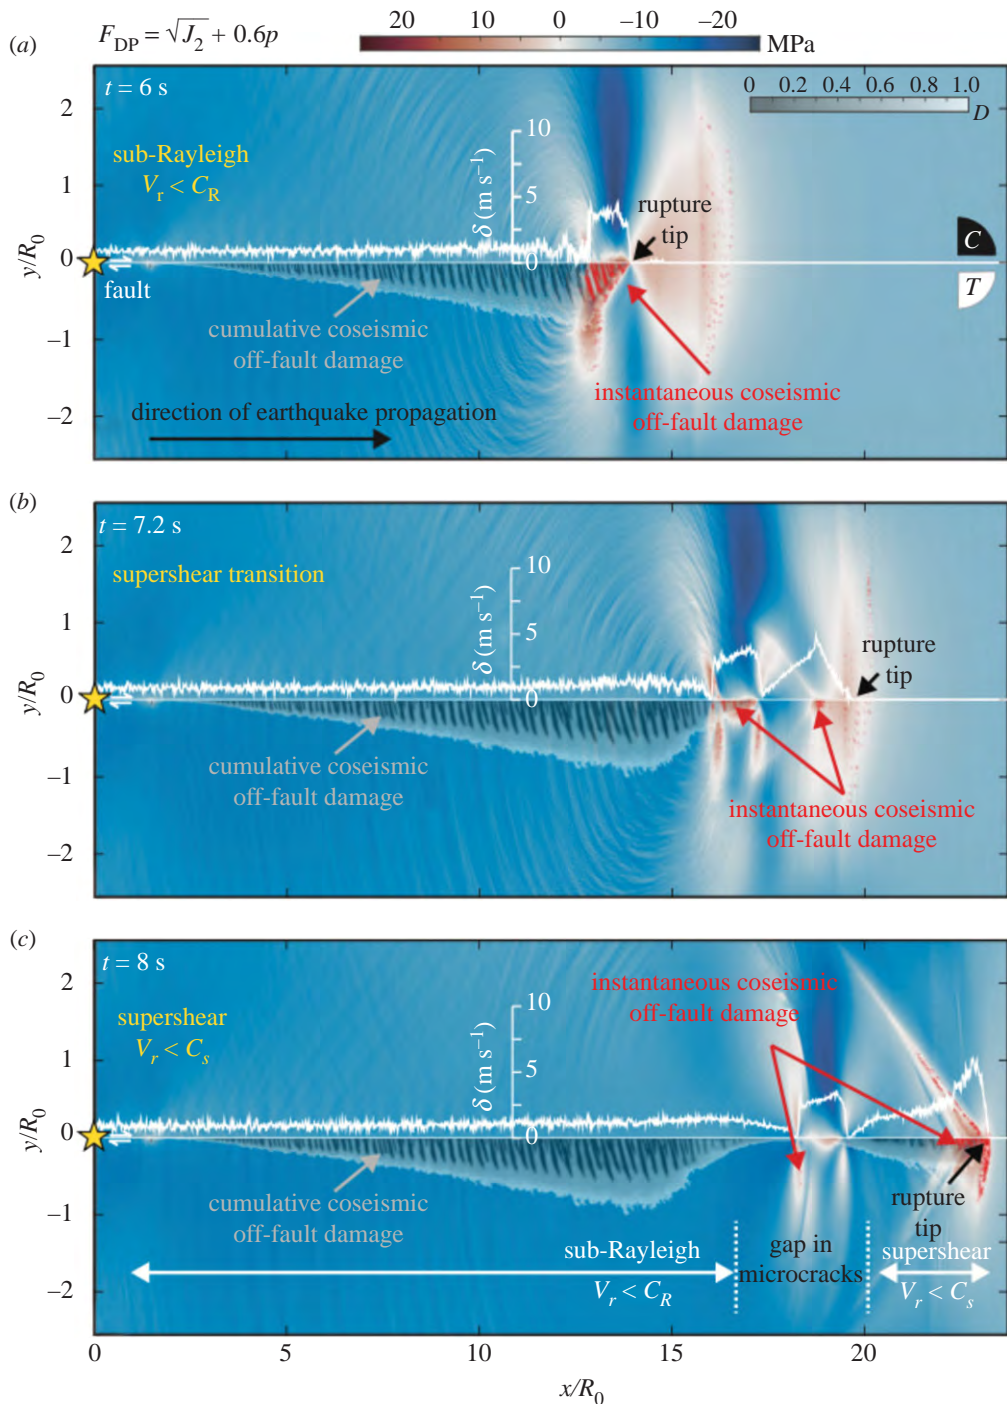 F_DP = √J₂ + 0.6p
20 10 0 −10 −20 MPa
(a)
t = 6 s
0 0.2 0.4 0.6 0.8 1.0
D
sub-Rayleigh
V_r < C_R
10
5
0
δ (m s⁻¹)
rupture
tip
C
T
fault
cumulative coseismic
off-fault damage
instantaneous coseismic
off-fault damage
direction of earthquake propagation
2
1
0
−1
−2
y/R₀
(b)
t = 7.2 s
supershear transition
10
5
0
δ (m s⁻¹)
rupture
tip
cumulative coseismic
off-fault damage
instantaneous coseismic
off-fault damage
2
1
0
−1
−2
y/R₀
(c)
t = 8 s
instantaneous coseismic
off-fault damage
supershear
V_r < C_s
10
5
0
δ (m s⁻¹)
cumulative coseismic
off-fault damage
rupture
tip
sub-Rayleigh
V_r < C_R
gap in
microcracks
supershear
V_r < C_s
2
1
0
−1
−2
y/R₀
0 5 10 15 20
x/R₀